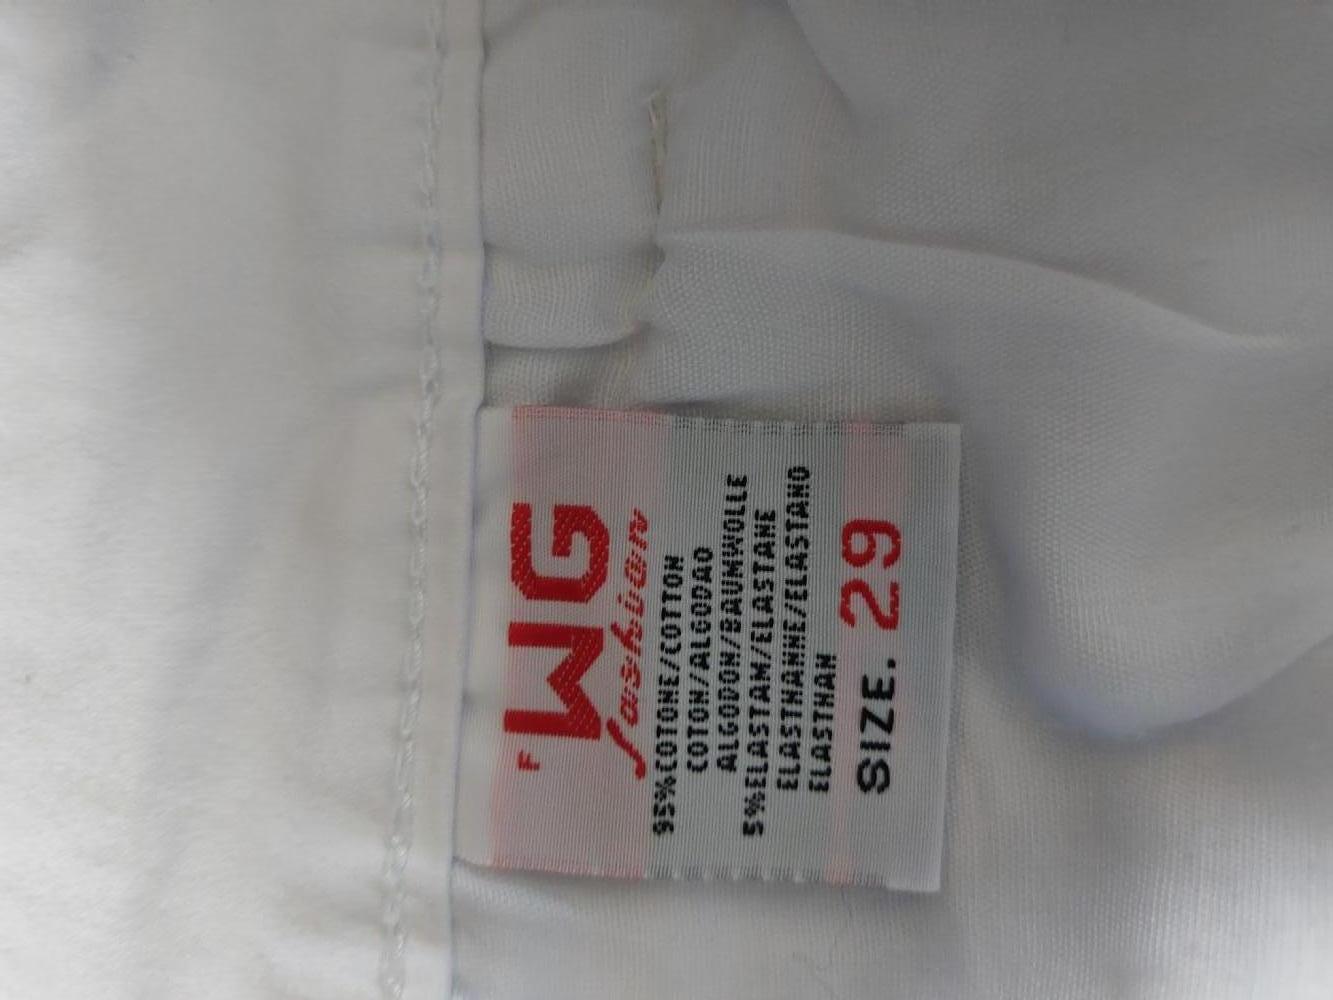 F WG
fashion
95%COTONE/COTTON
COTON/ALGODAO
ALGODON/BAUMWOLLE
5%ELASTAM/ELASTANE
ELASTHANNE/ELASTANO
ELASTHAN
SIZE. 29